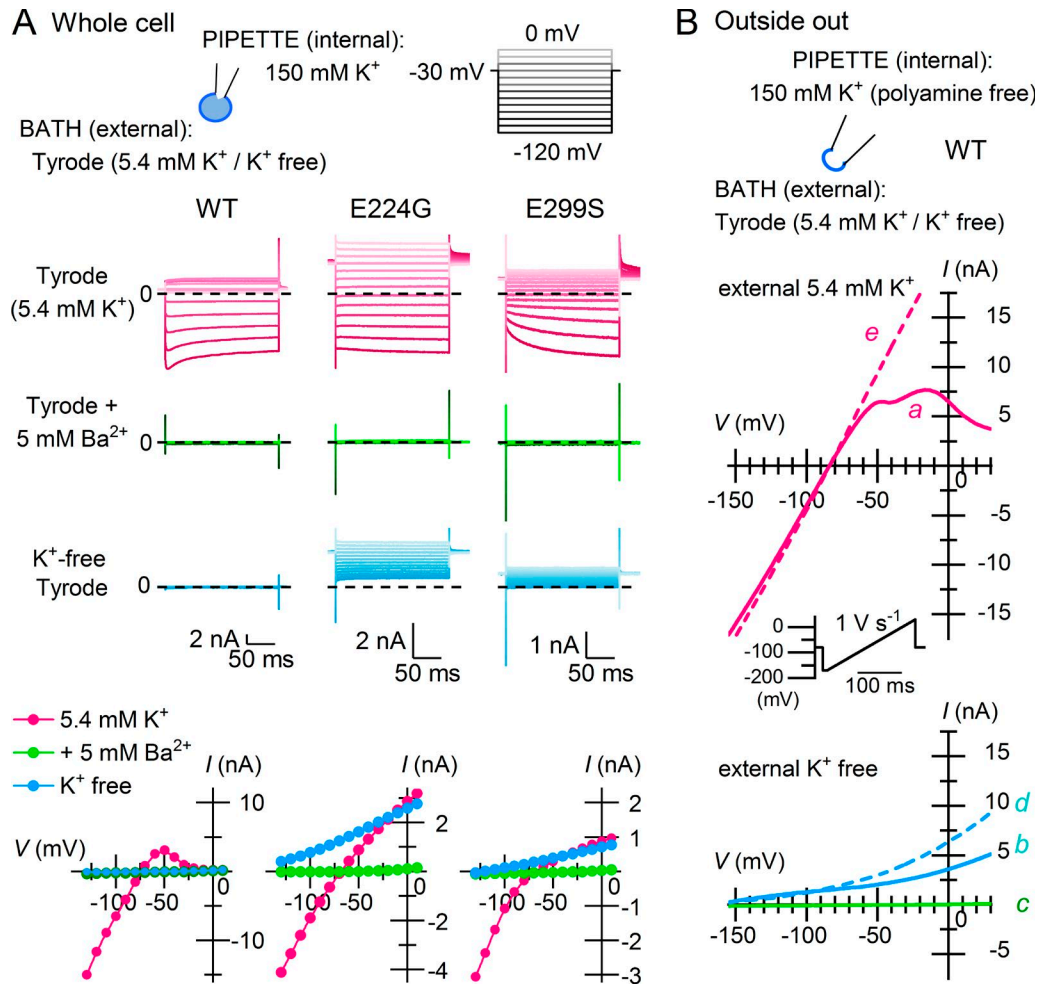 A Whole cell
PIPETTE (internal):
150 mM K⁺
BATH (external):
Tyrode (5.4 mM K⁺ / K⁺ free)
0 mV
-30 mV
-120 mV
WT
E224G
E299S
Tyrode
(5.4 mM K⁺)
0
Tyrode +
5 mM Ba²⁺
0
K⁺-free
Tyrode
0
2 nA
50 ms
2 nA
50 ms
1 nA
50 ms
5.4 mM K⁺
+ 5 mM Ba²⁺
K⁺ free
I (nA)
10
V (mV)
-100
-50
0
-10
I (nA)
2
-100
-50
0
-2
-4
I (nA)
2
1
-100
-50
0
-1
-2
-3
B Outside out
PIPETTE (internal):
150 mM K⁺ (polyamine free)
WT
BATH (external):
Tyrode (5.4 mM K⁺ / K⁺ free)
I (nA)
external 5.4 mM K⁺
15
e
10
a
5
V (mV)
-150
-100
-50
0
-5
-10
-15
0
-100
-200
(mV)
1 V s⁻¹
100 ms
I (nA)
external K⁺ free
15
10
d
5
b
V (mV)
c
-150
-100
-50
0
-5